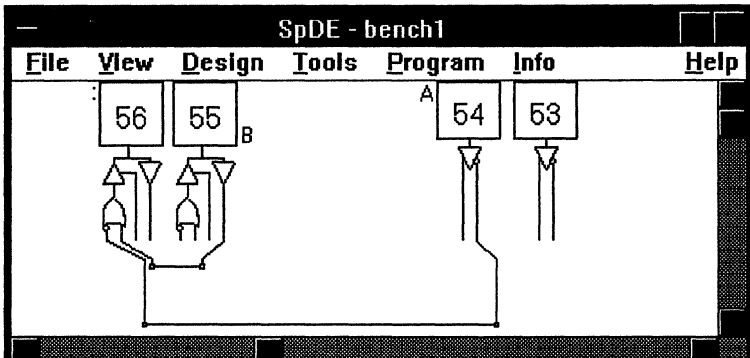 SpDE - bench1
File View Design Tools Program Info Help
: 56 55 B A 54 53